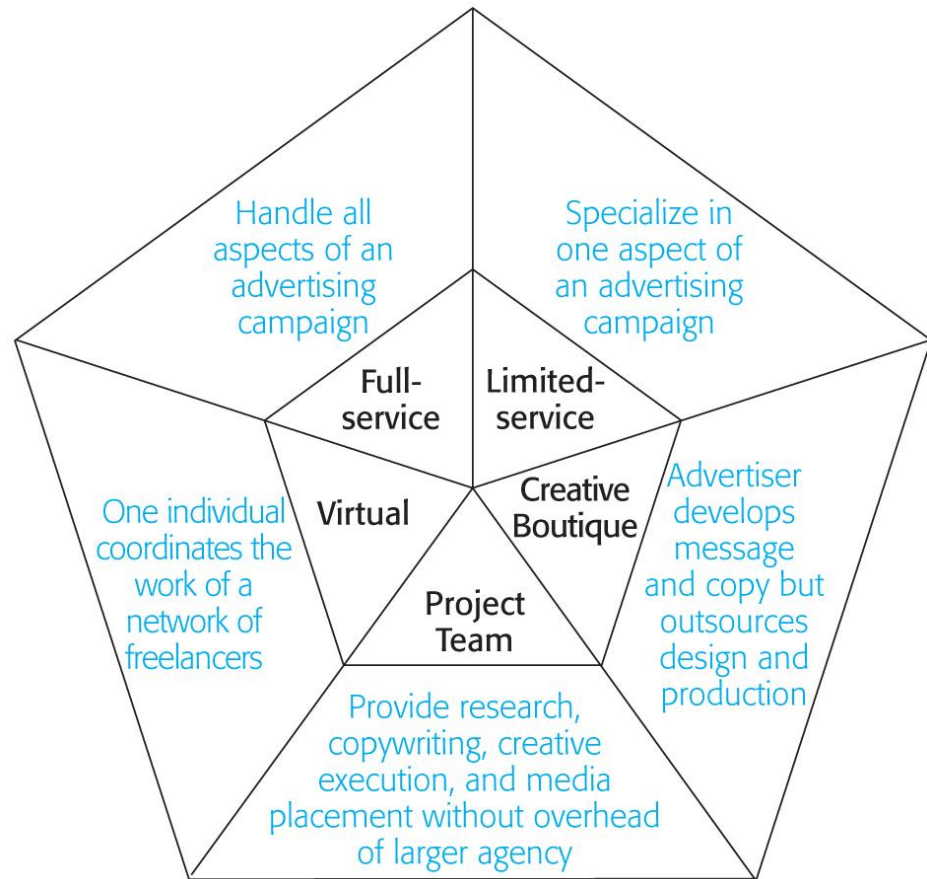 Handle all
aspects of an
advertising
campaign
Specialize in
one aspect of
an advertising
campaign
Full-
service
Limited-
service
Virtual
Creative
Boutique
Project
Team
One individual
coordinates the
work of a
network of
freelancers
Advertiser
develops
message
and copy but
outsources
design and
production
Provide research,
copywriting, creative
execution, and media
placement without overhead
of larger agency